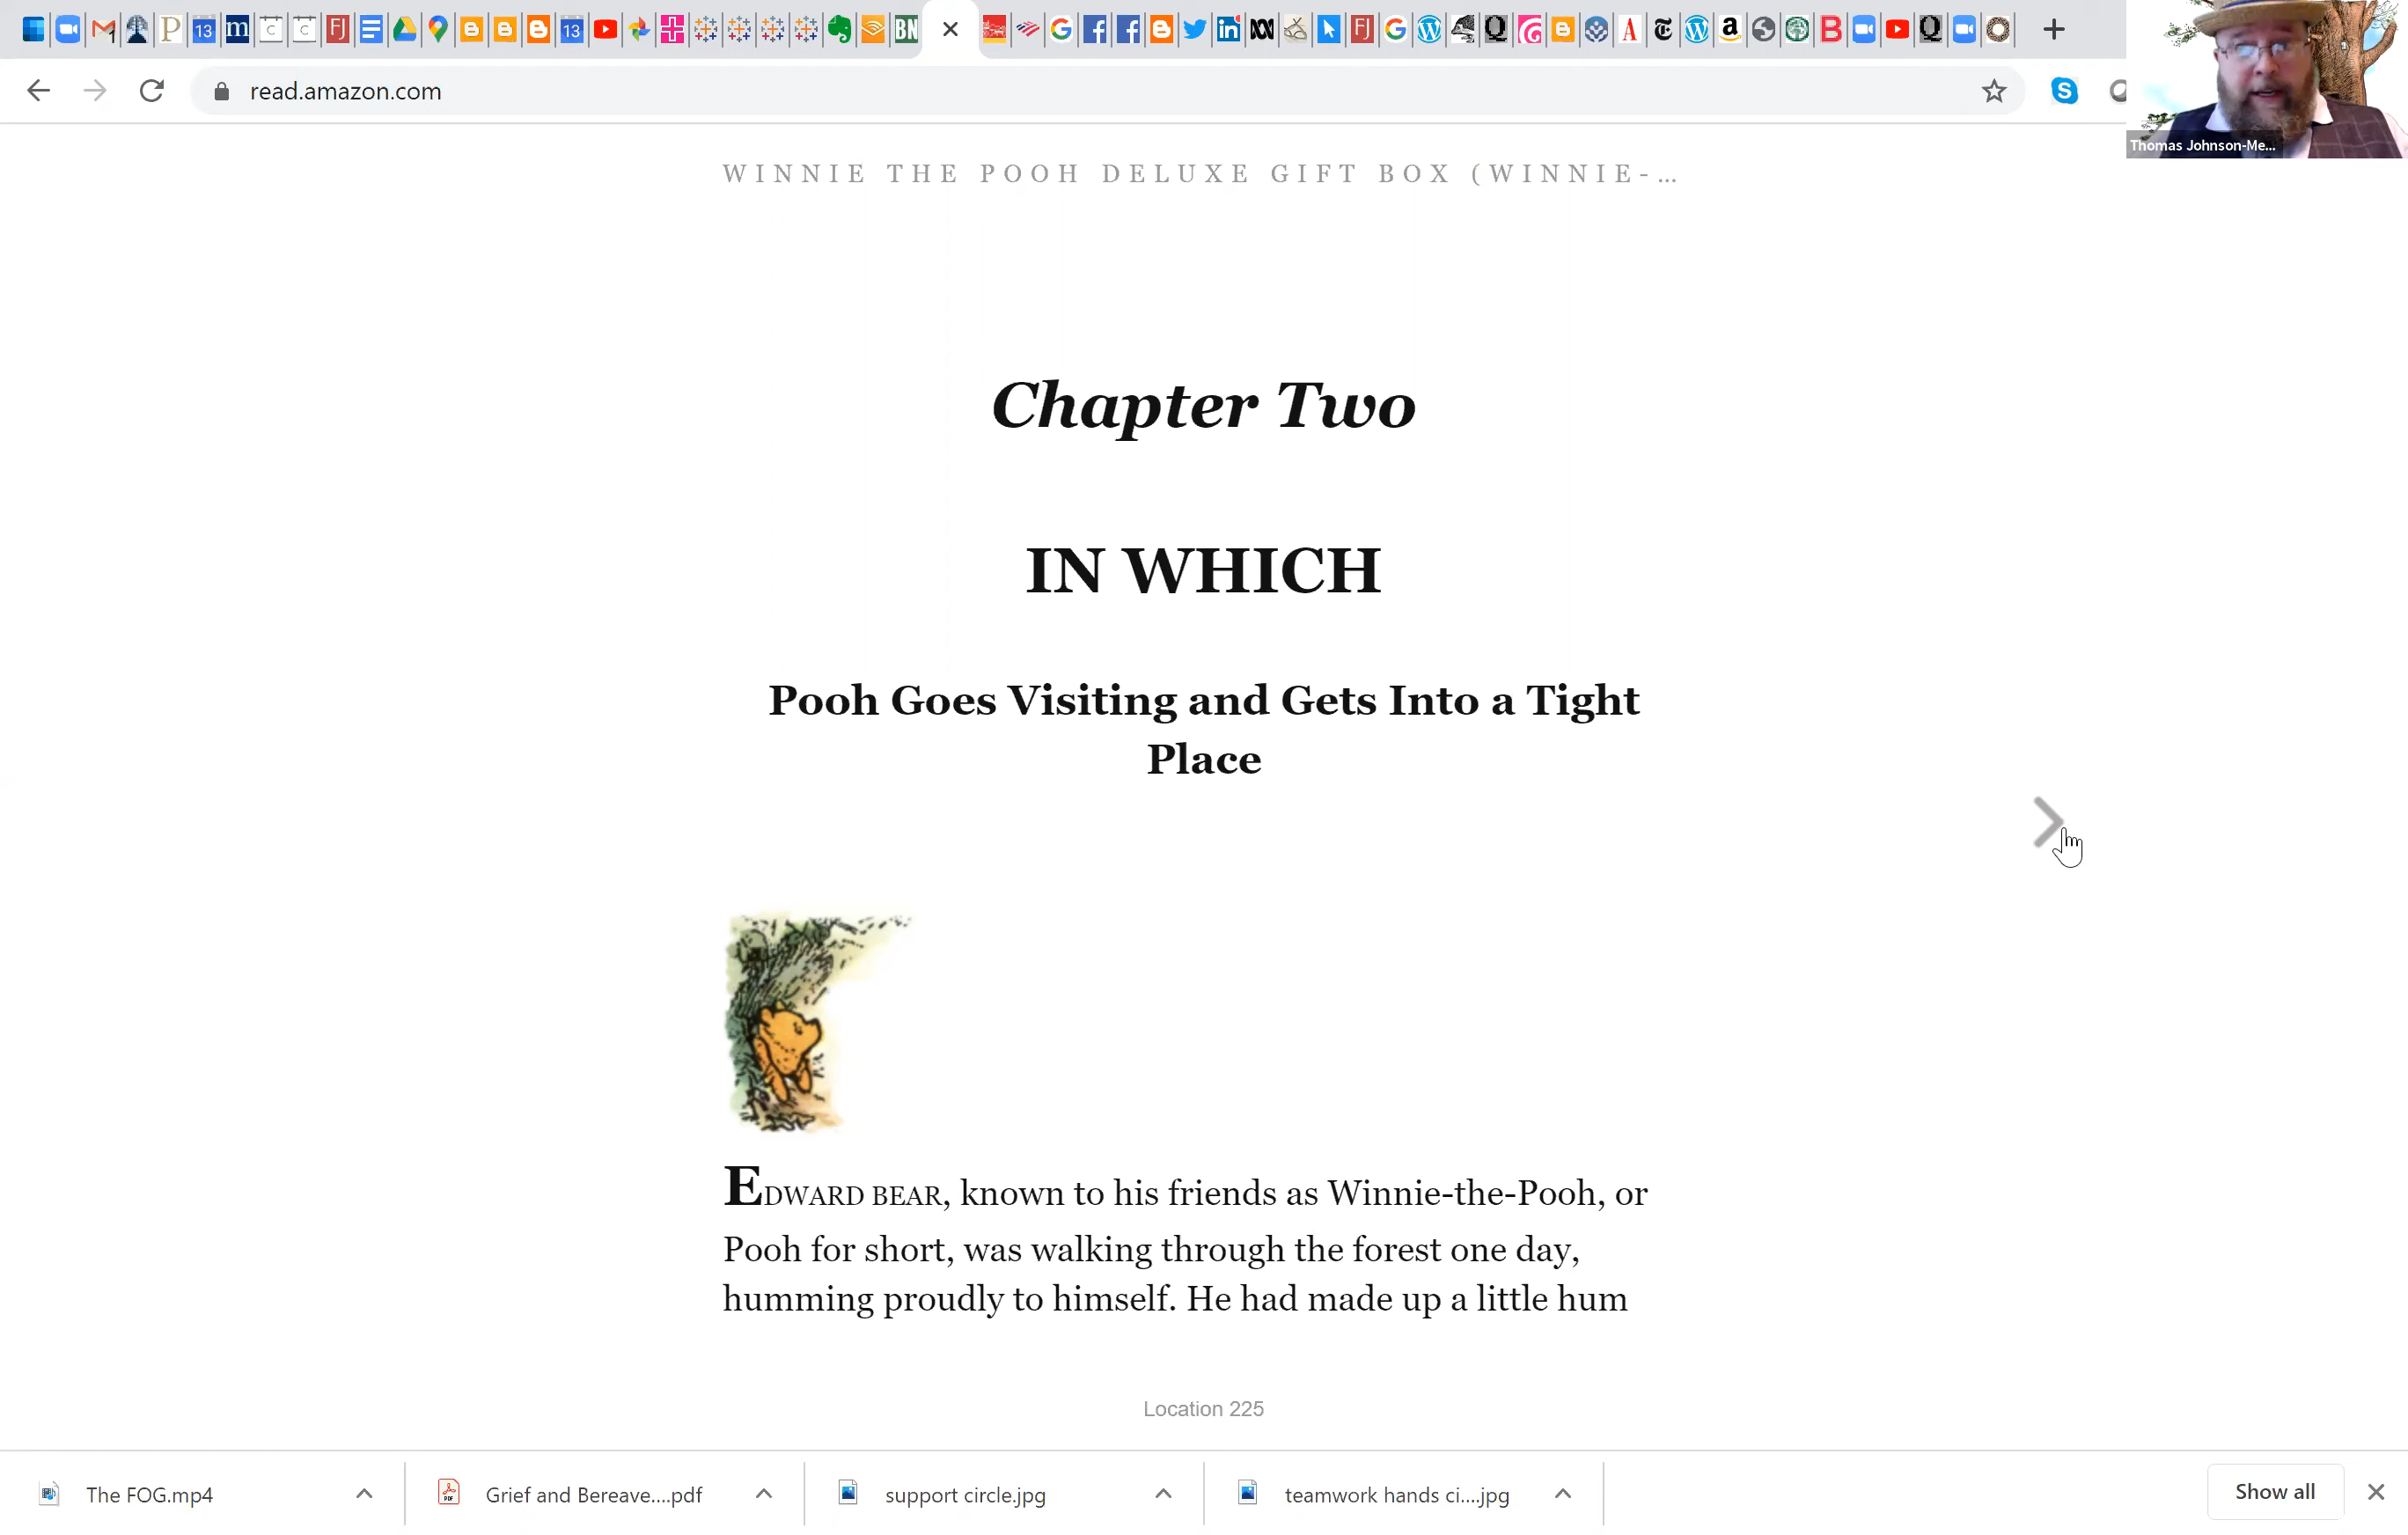 read.amazon.com
Thomas Johnson-Me...
WINNIE THE POOH DELUXE GIFT BOX (WINNIE-...
Chapter Two
IN WHICH
Pooh Goes Visiting and Gets Into a Tight
Place
EDWARD BEAR, known to his friends as Winnie-the-Pooh, or
Pooh for short, was walking through the forest one day,
humming proudly to himself. He had made up a little hum
Location 225
The FOG.mp4
Grief and Bereave....pdf
support circle.jpg
teamwork hands ci....jpg
Show all